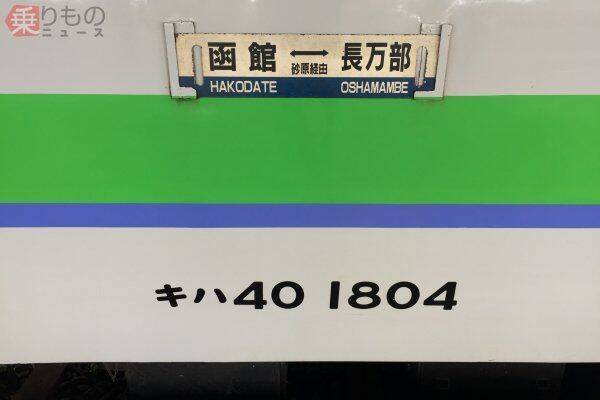 乗りもの
ニュース
函館 ←→ 長万部
砂原経由
HAKODATE OSHAMAMBE
キハ40 1804